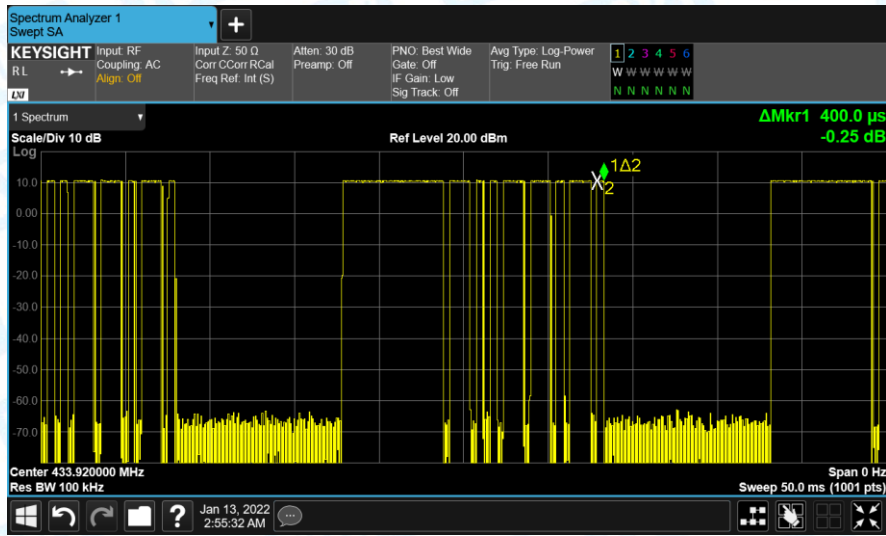 Spectrum Analyzer 1
Swept SA
+
KEYSIGHT
R L
LXI
Input: RF
Coupling: AC
Align: Off
Input Z: 50 Ω
Corr CCorr RCal
Freq Ref: Int (S)
Atten: 30 dB
Preamp: Off
PNO: Best Wide
Gate: Off
IF Gain: Low
Sig Track: Off
Avg Type: Log-Power
Trig: Free Run
1 2 3 4 5 6
W W W W W W
N N N N N N
1 Spectrum
ΔMkr1 400.0 µs
-0.25 dB
Scale/Div 10 dB
Ref Level 20.00 dBm
Log
1Δ2
2
10.0
0.00
-10.0
-20.0
-30.0
-40.0
-50.0
-60.0
-70.0
Center 433.920000 MHz
Span 0 Hz
Res BW 100 kHz
Sweep 50.0 ms (1001 pts)
?
Jan 13, 2022
2:55:32 AM